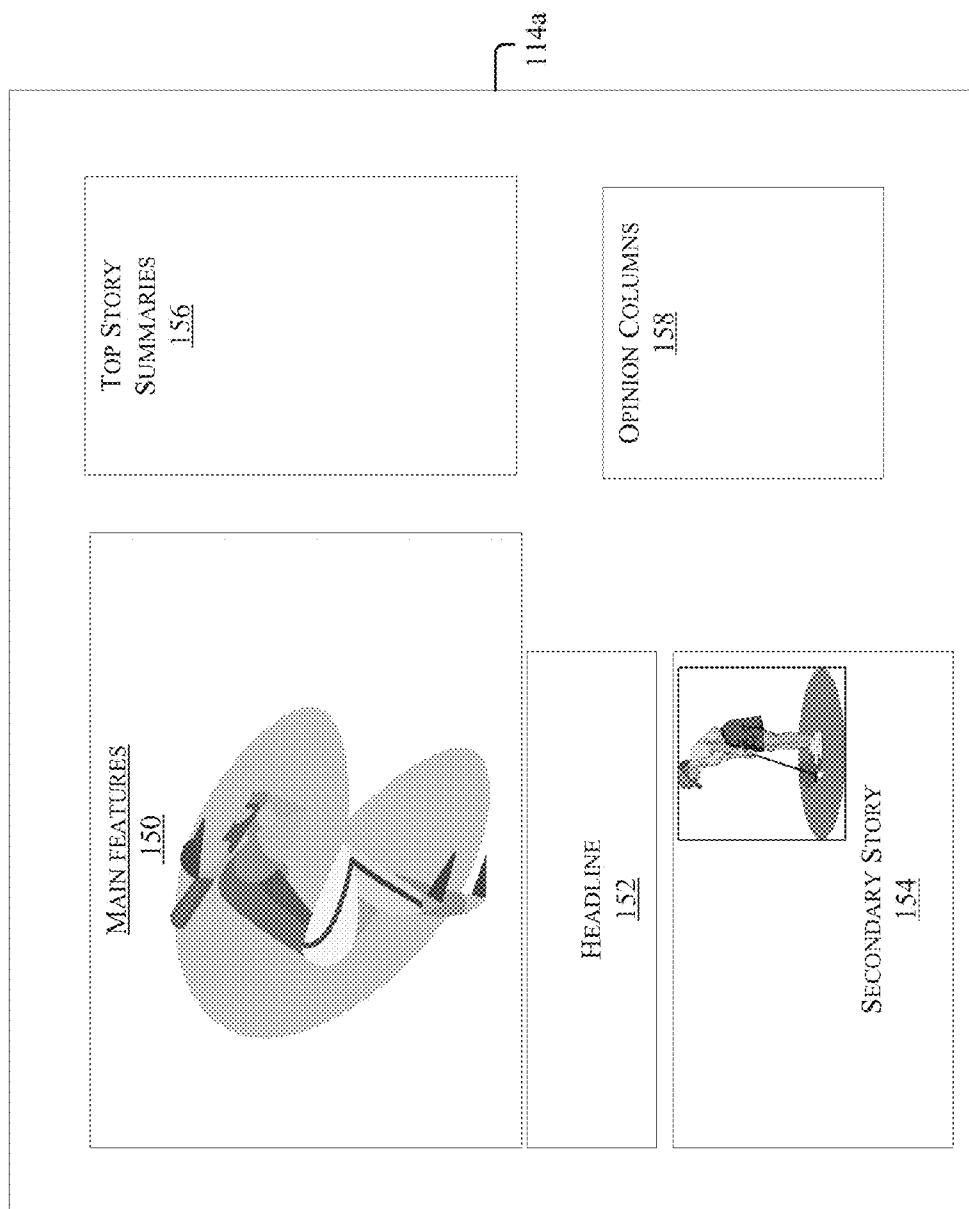 MAIN FEATURES
150
HEADLINE
152
SECONDARY STORY
154
TOP STORY
SUMMARIES
156
OPINION COLUMNS
158
114a